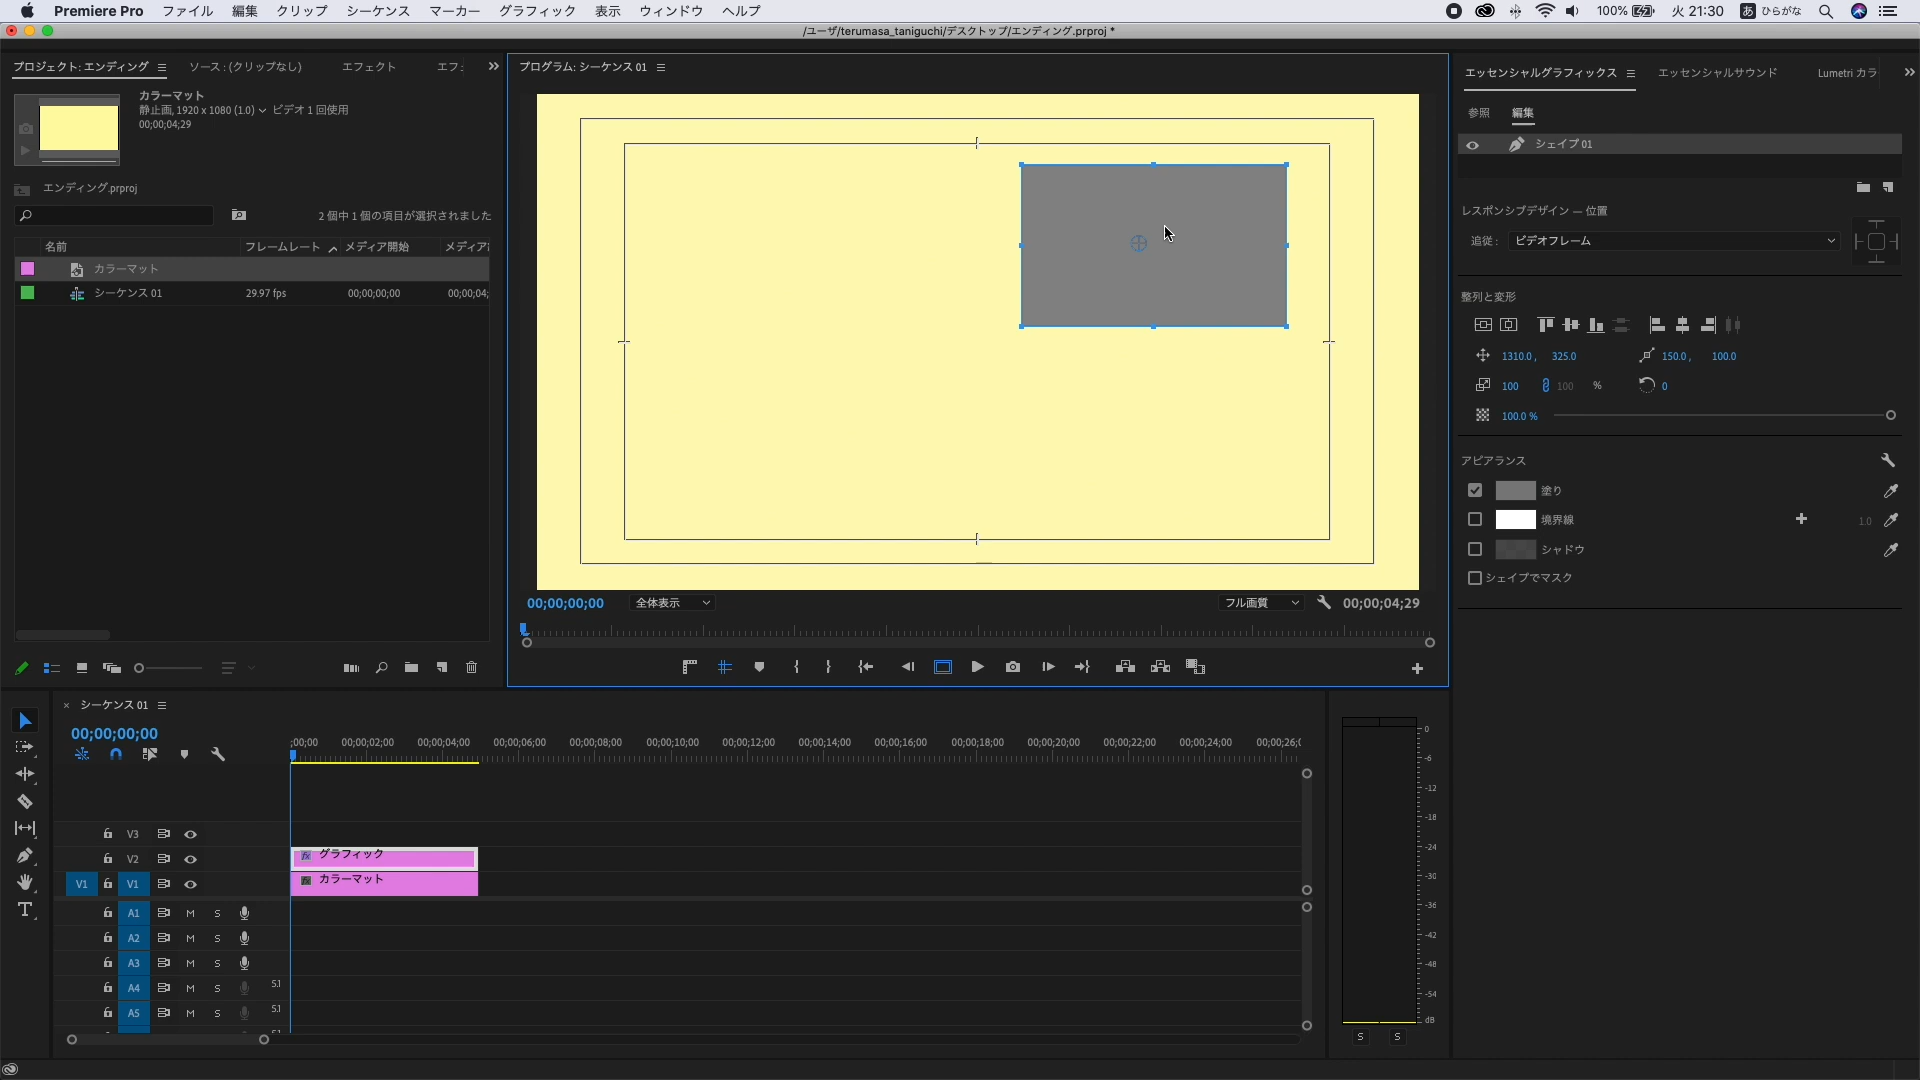 Premiere Pro ファイル 編集 クリップ シーケンス マーカー グラフィック 表示 ウィンドウ ヘルプ 100% 火 21:30 あ ひらがな
/ユーザ/terumasa_taniguchi/デスクトップ/エンディング.prproj *
プロジェクト: エンディング ソース : (クリップなし) エフェクト エフ:
カラーマット
静止画, 1920 x 1080 (1.0) ビデオ 1 回使用
00;00;04;29
エンディング.prproj
2 個中 1 個の項目が選択されました
名前 フレームレート メディア開始 メディア
カラーマット
シーケンス 01 29.97 fps 00;00;00;00 00;00;04;
プログラム: シーケンス 01
00;00;00;00 全体表示 フル画質 00;00;04;29
エッセンシャルグラフィックス エッセンシャルサウンド Lumetri カラ
参照 編集
シェイプ 01
レスポンシブデザイン — 位置
追従 : ビデオフレーム
整列と変形
1310.0 , 325.0 150.0 , 100.0
100 100 % 0
100.0 %
アピアランス
塗り
境界線 1.0
シャドウ
シェイプでマスク
× シーケンス 01
00;00;00;00
;00;00 00;00;02;00 00;00;04;00 00;00;06;00 00;00;08;00 00;00;10;00 00;00;12;00 00;00;14;00 00;00;16;00 00;00;18;00 00;00;20;00 00;00;22;00 00;00;24;00 00;00;26;0
V3
V2 fx グラフィック
V1 V1 fx カラーマット
A1 M S
A2 M S
A3 M S
A4 M S S.1
A5 M S S.1
0
-6
-12
-18
-24
-30
-36
-42
-48
-54
dB
S S